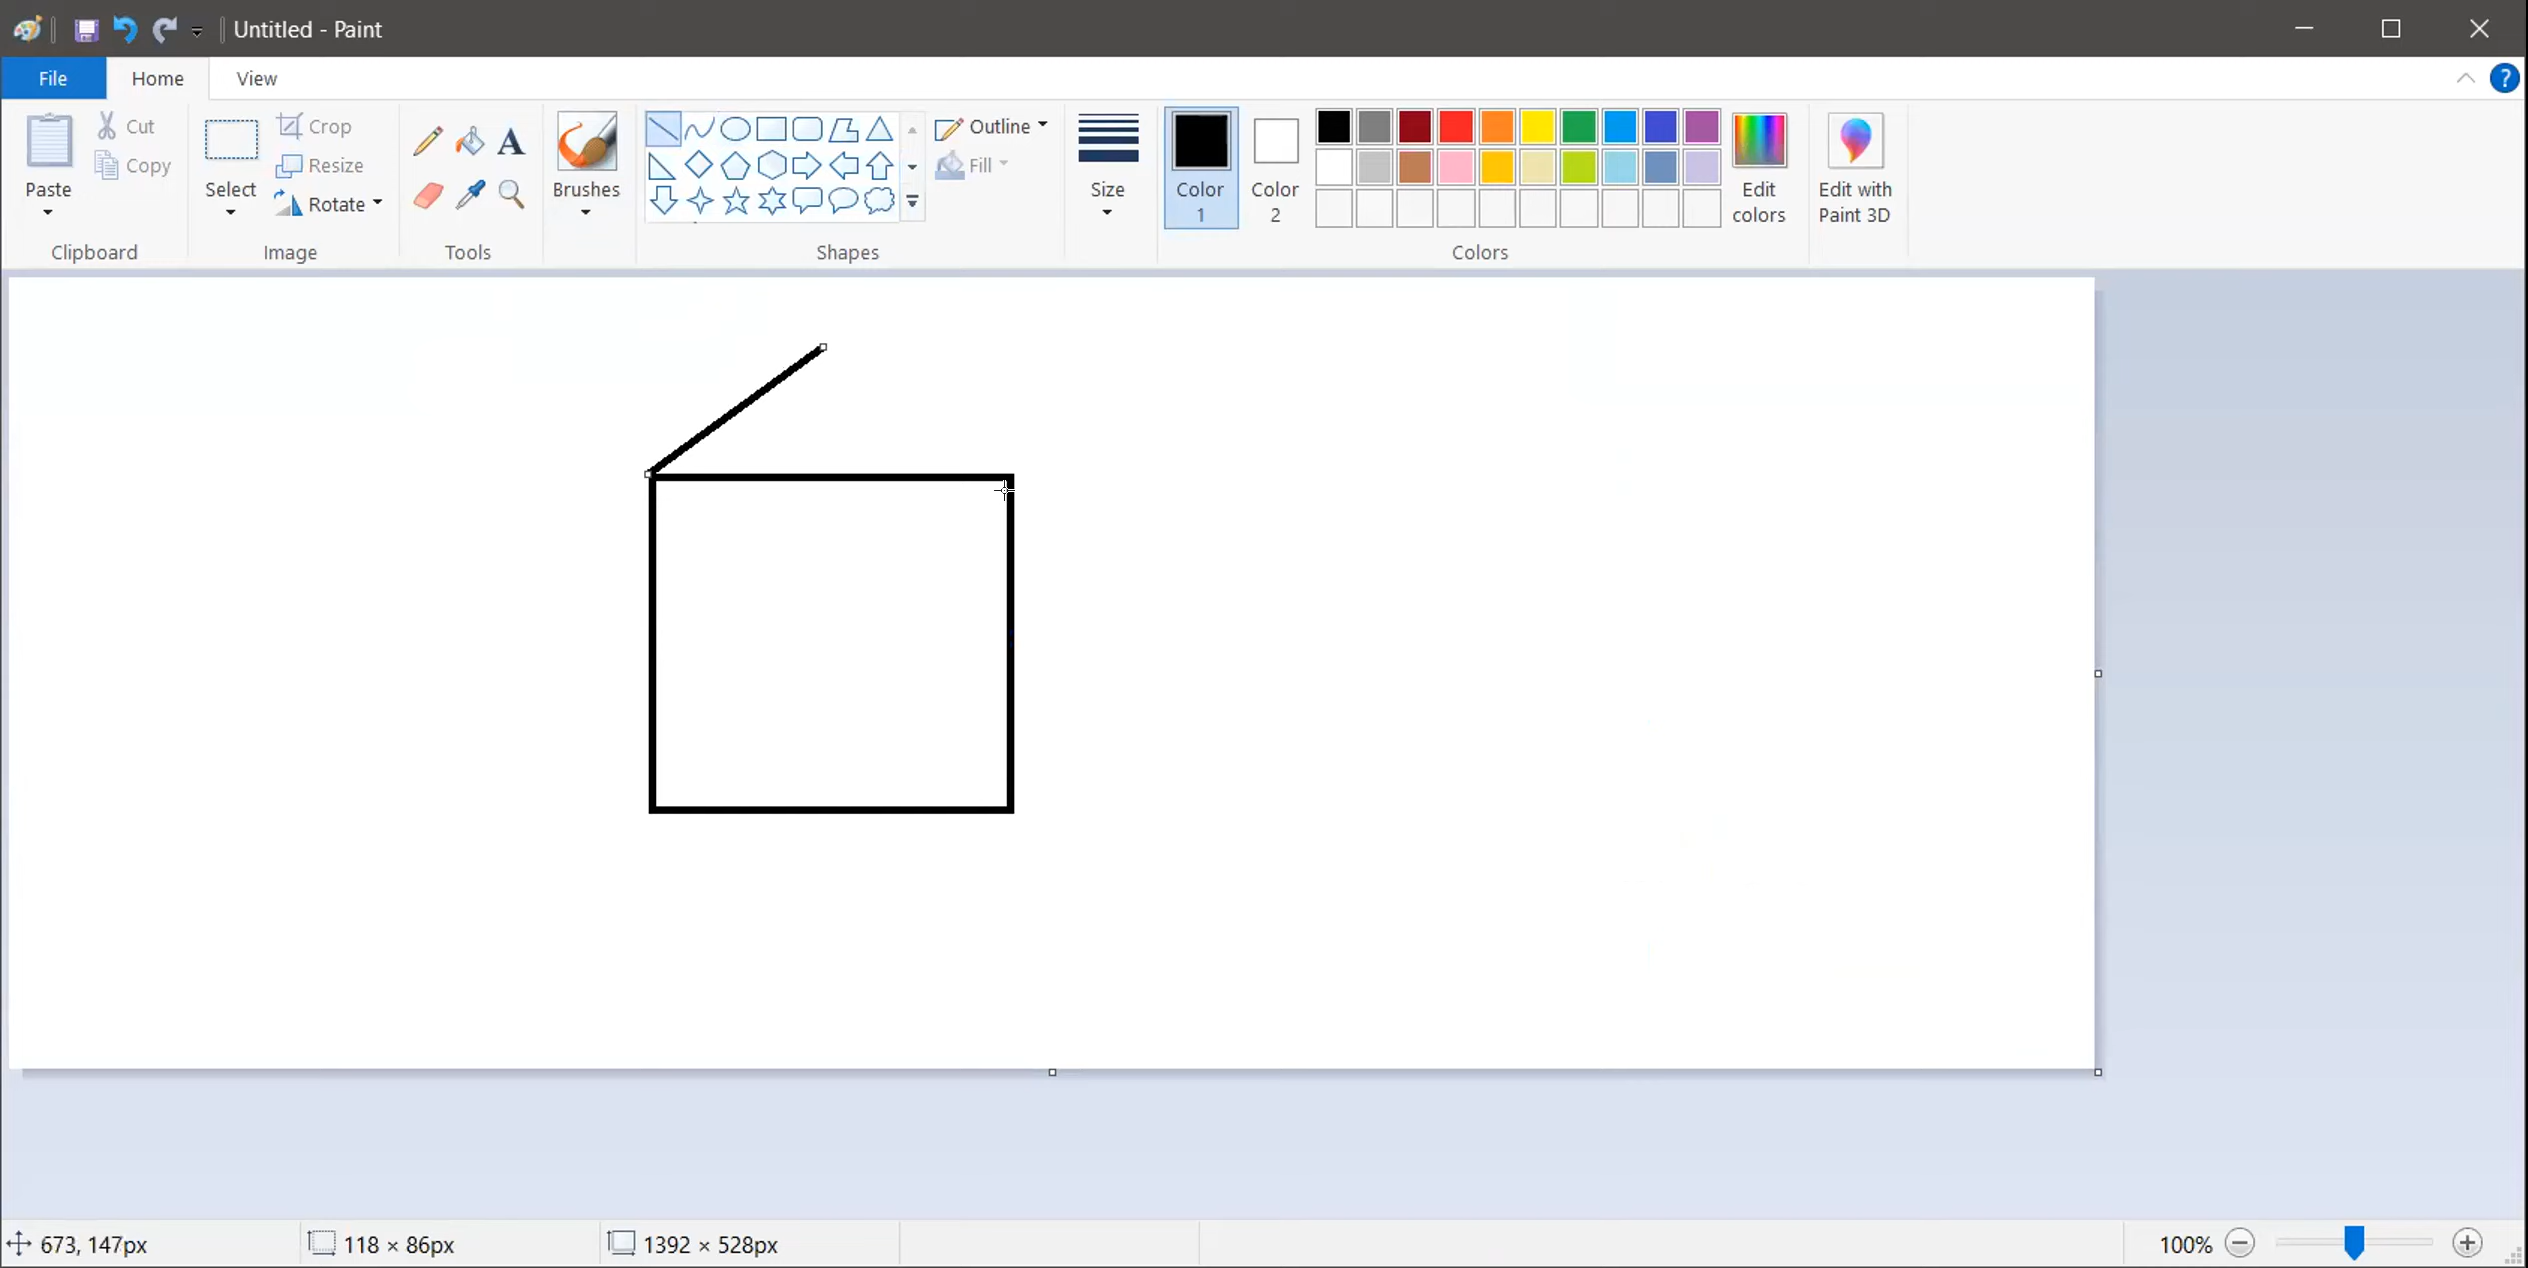 Untitled - Paint
File Home View
Cut Crop A Outline
Copy Resize Fill
Paste Select Rotate Brushes Size Color 1 Color 2 Edit colors Edit with Paint 3D
Clipboard Image Tools Shapes Colors
673, 147px 118 × 86px 1392 × 528px 100%